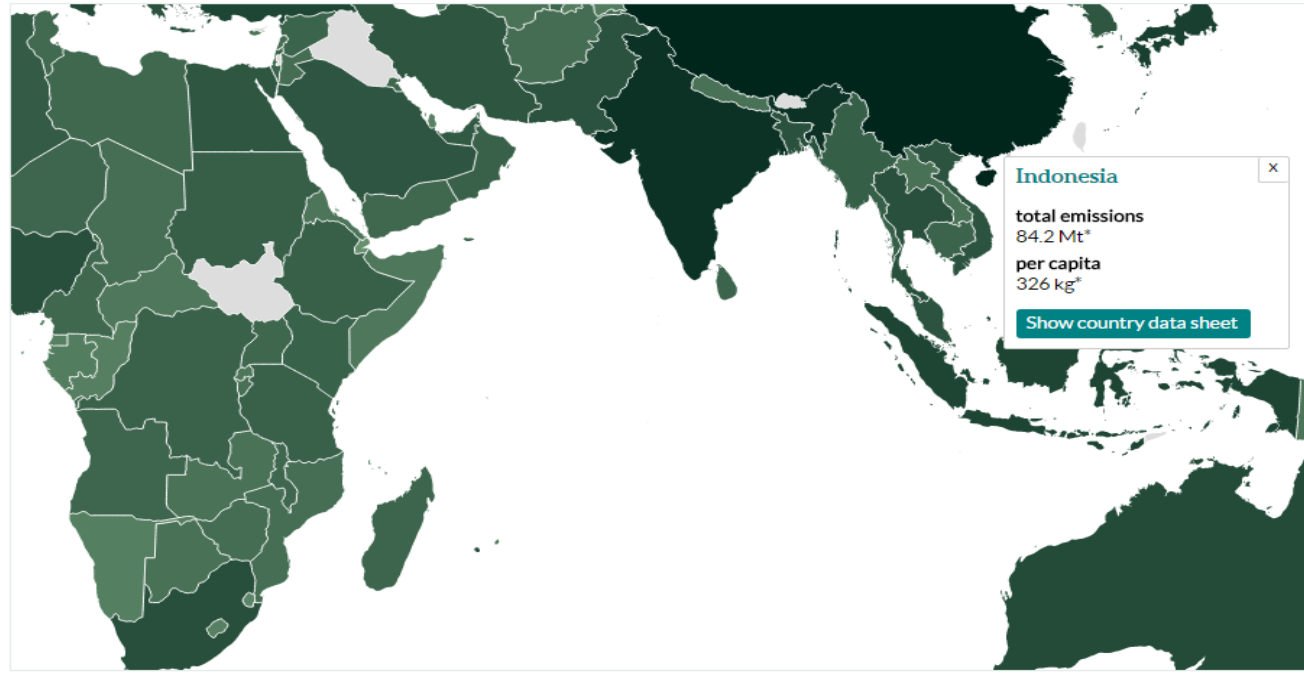 x
Indonesia
total emissions
84.2 Mt*
per capita
326 kg*
Show country data sheet